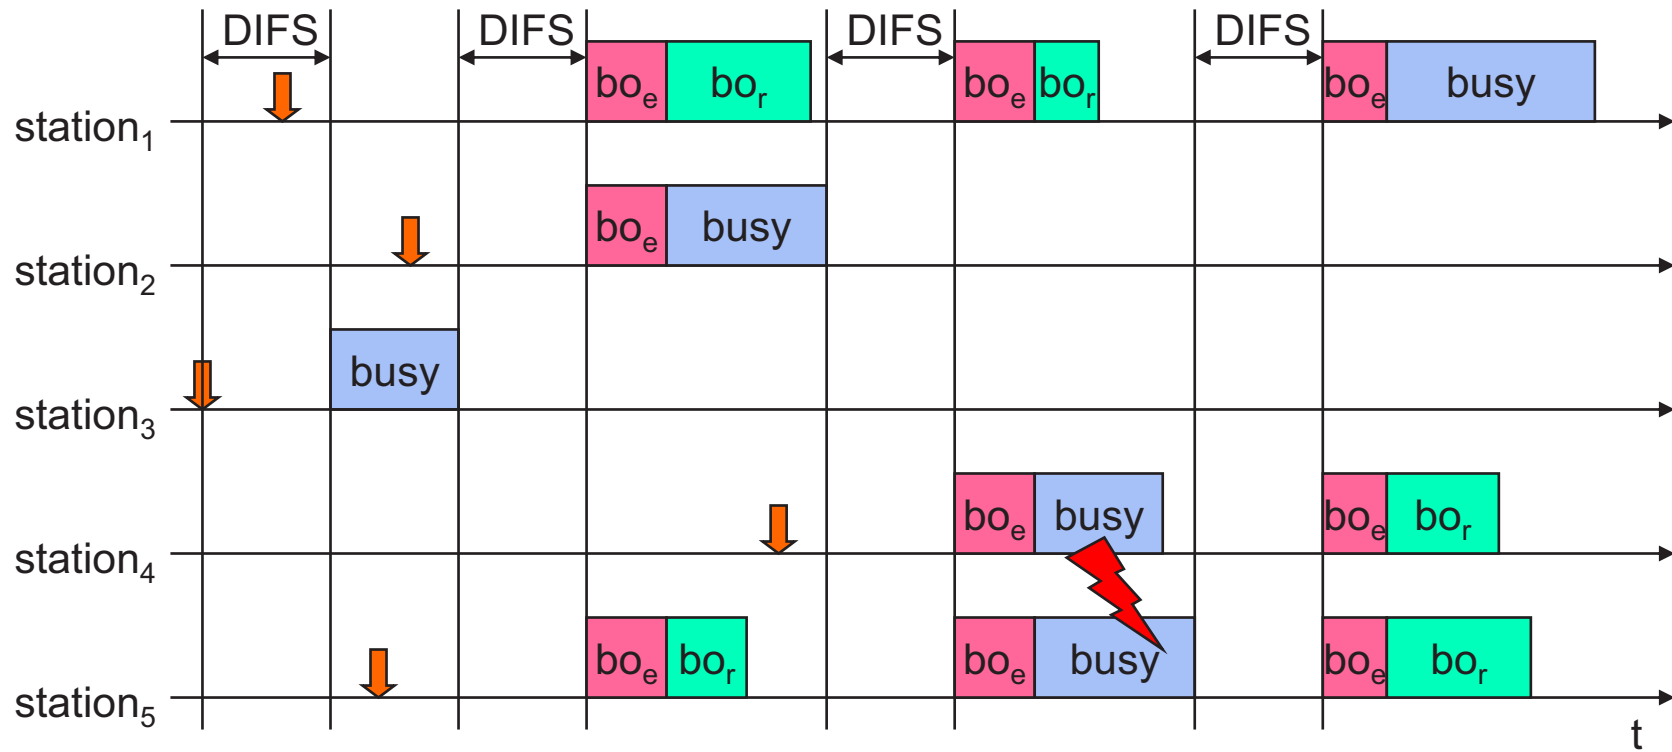 DIFS DIFS DIFS DIFS
station₁ boₑ boᵣ boₑ boᵣ boₑ busy
station₂ boₑ busy
station₃ busy
station₄ boₑ busy boₑ boᵣ
station₅ boₑ boᵣ boₑ busy boₑ boᵣ
t